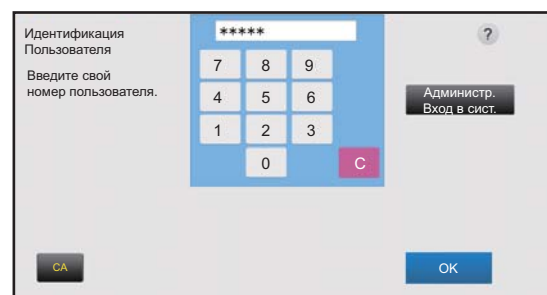 Идентификация
Пользователя
Введите свой
номер пользователя.
*****
7 8 9
4 5 6
1 2 3
0 C
?
Администр.
Вход в сист.
CA
OK